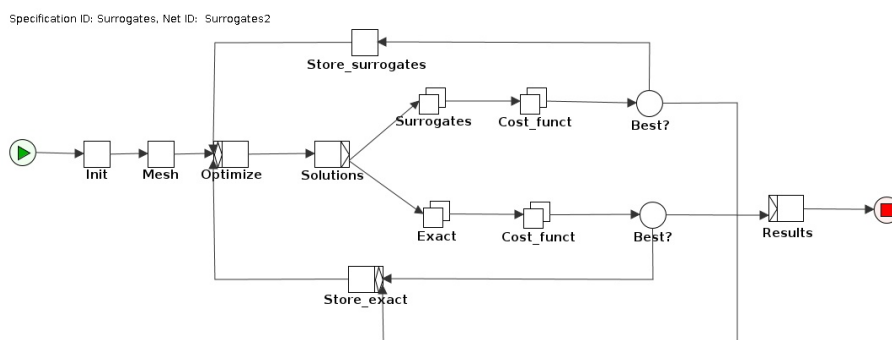 Specification ID: Surrogates, Net ID: Surrogates2
Store_surrogates
Surrogates
Cost_funct
Best?
Init
Mesh
Optimize
Solutions
Exact
Cost_funct
Best?
Results
Store_exact